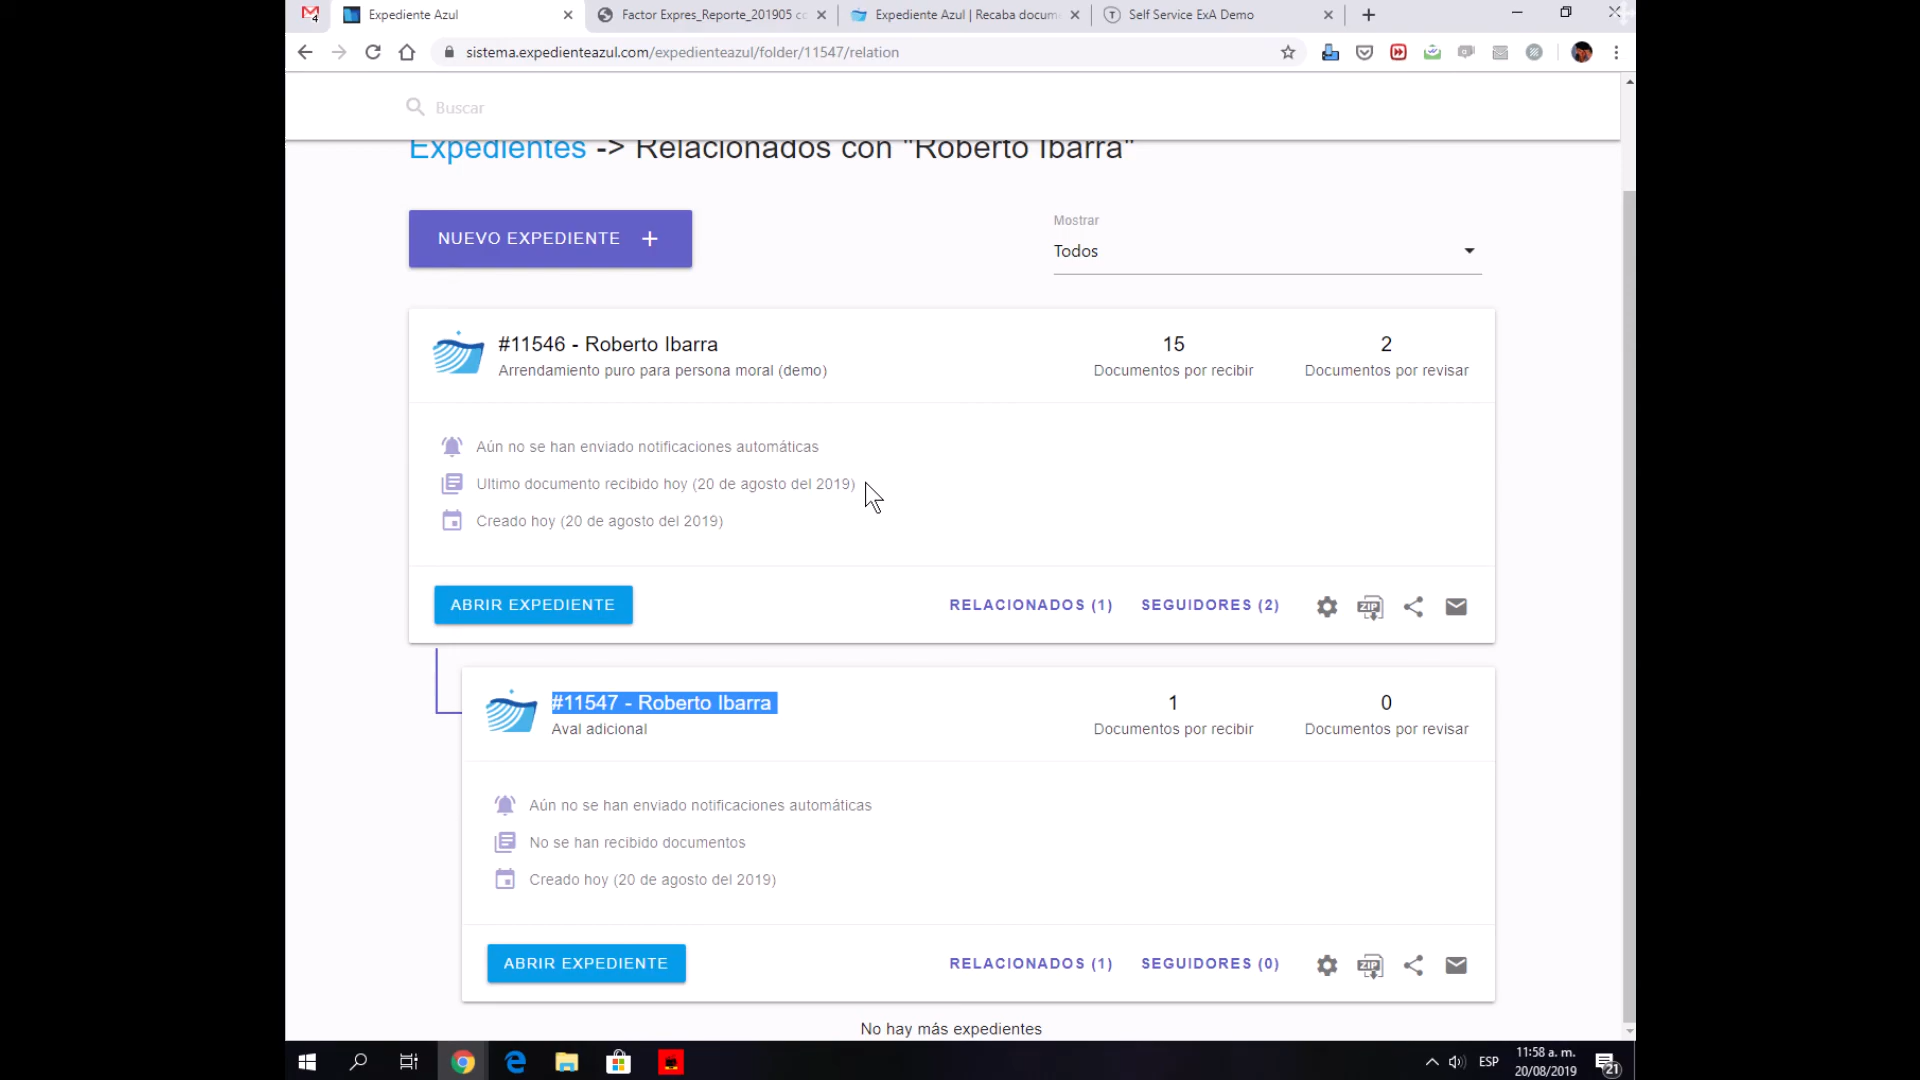 4
Expediente Azul
Factor Expres_Reporte_201905 cc
Expediente Azul | Recaba docum
Self Service ExA Demo
sistema.expedienteazul.com/expedienteazul/folder/11547/relation
Buscar
Expedientes -> Relacionados con "Roberto Ibarra"
NUEVO EXPEDIENTE +
Mostrar
Todos
#11546 - Roberto Ibarra
Arrendamiento puro para persona moral (demo)
15
Documentos por recibir
2
Documentos por revisar
Aún no se han enviado notificaciones automáticas
Ultimo documento recibido hoy (20 de agosto del 2019)
Creado hoy (20 de agosto del 2019)
ABRIR EXPEDIENTE
RELACIONADOS (1)
SEGUIDORES (2)
ZIP
#11547 - Roberto Ibarra
Aval adicional
1
Documentos por recibir
0
Documentos por revisar
Aún no se han enviado notificaciones automáticas
No se han recibido documentos
Creado hoy (20 de agosto del 2019)
ABRIR EXPEDIENTE
RELACIONADOS (1)
SEGUIDORES (0)
ZIP
No hay más expedientes
ESP
11:58 a. m.
20/08/2019
21